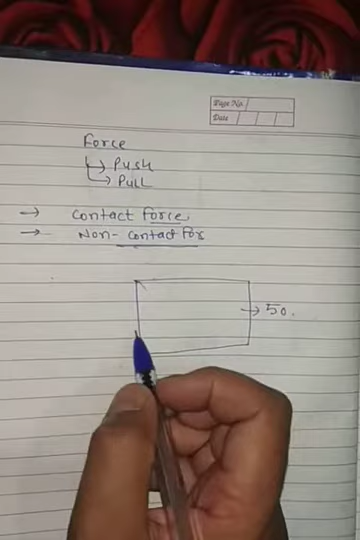 Page No.
Date
Force
→ Push
→ Pull
→ Contact force.
→ Non-contact for
→ 50.